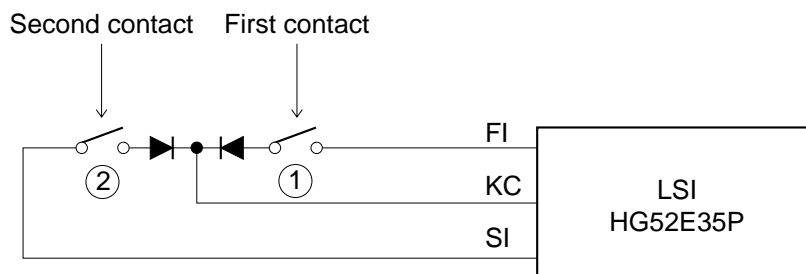 Second contact
First contact
FI
2
1
KC
LSI
HG52E35P
SI